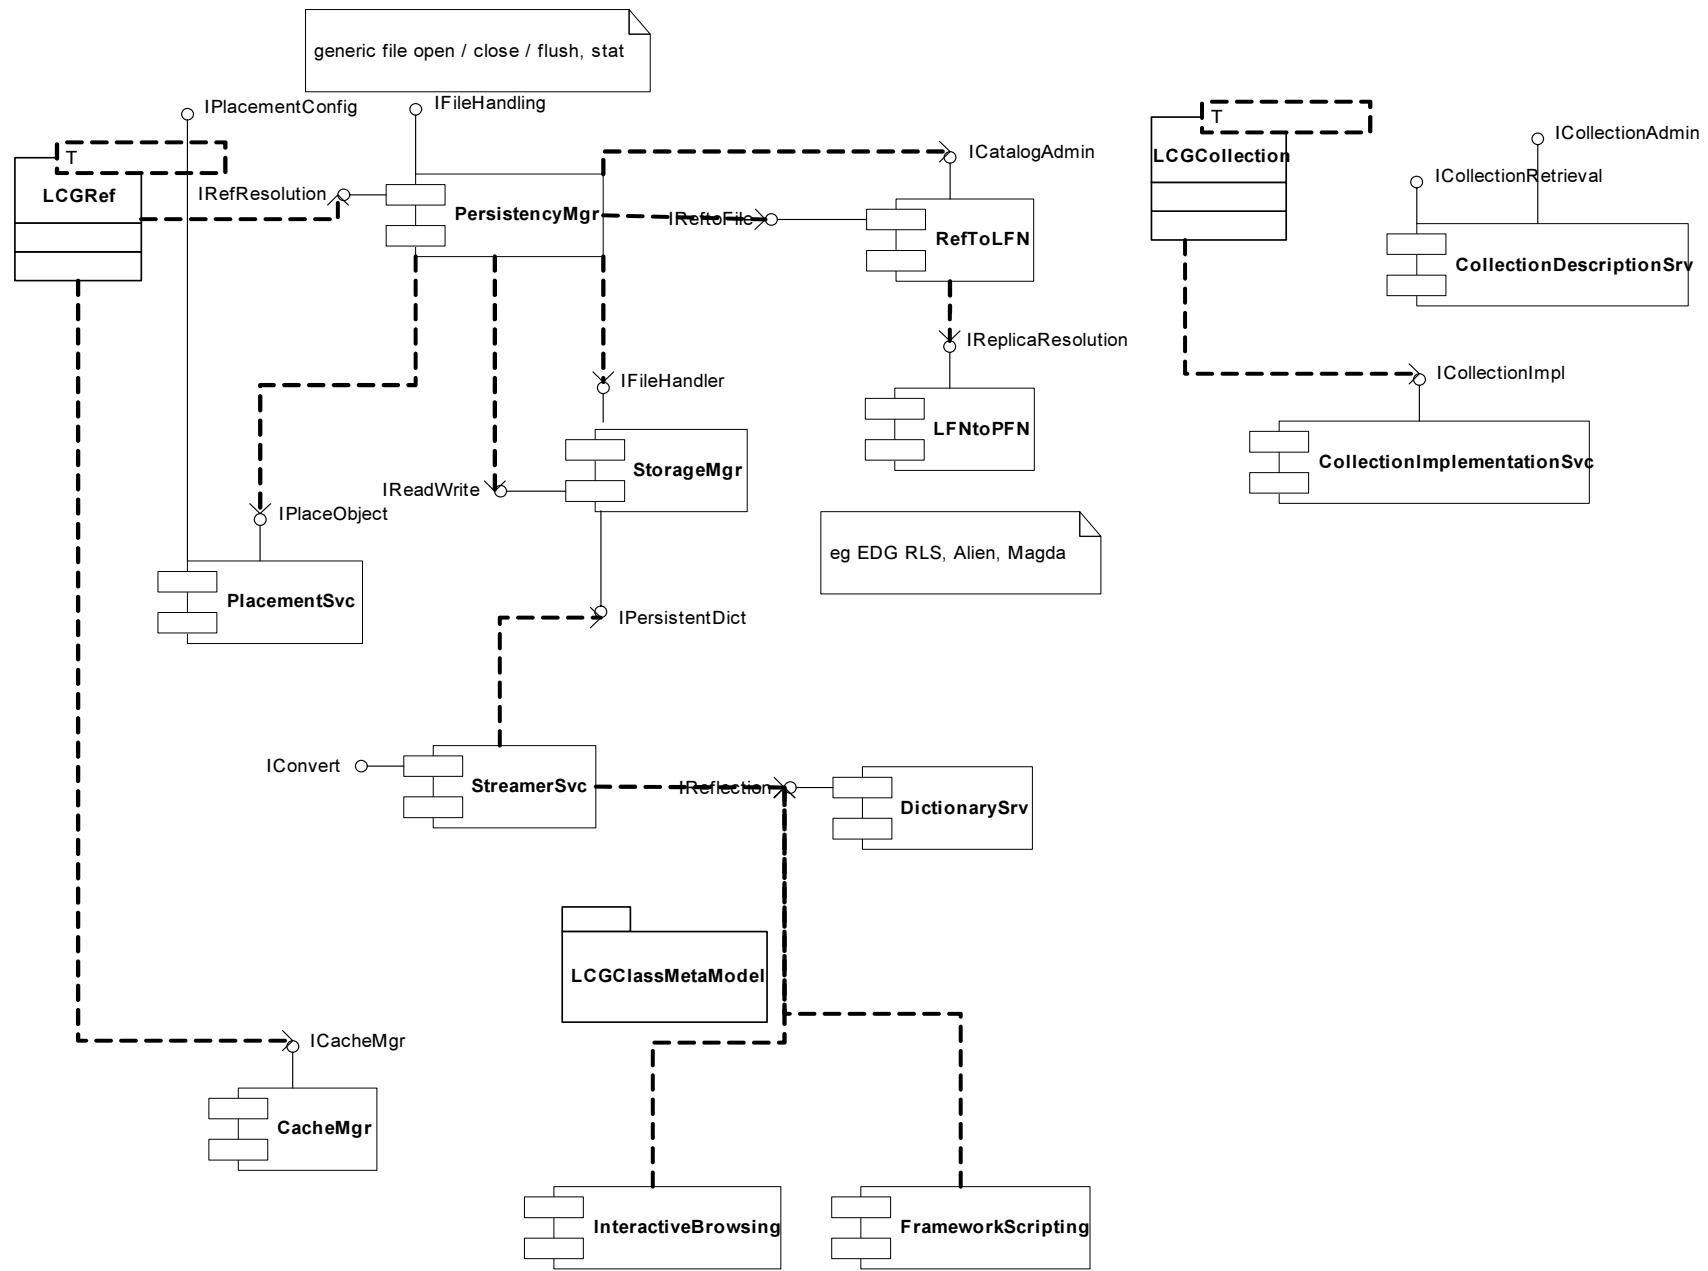 generic file open / close / flush, stat
IPlacementConfig
IFileHandling
T
LCGRef
IRefResolution
PersistencyMgr
IReftoFile
ICatalogAdmin
RefToLFN
T
LCGCollection
ICollectionAdmin
ICollectionRetrieval
CollectionDescriptionSrv
IReplicaResolution
IFileHandler
ICollectionImpl
LFNtoPFN
StorageMgr
CollectionImplementationSvc
IReadWrite
IPlaceObject
eg EDG RLS, Alien, Magda
PlacementSvc
IPersistentDict
IConvert
StreamerSvc
IReflection
DictionarySrv
LCGClassMetaModel
ICacheMgr
CacheMgr
InteractiveBrowsing
FrameworkScripting